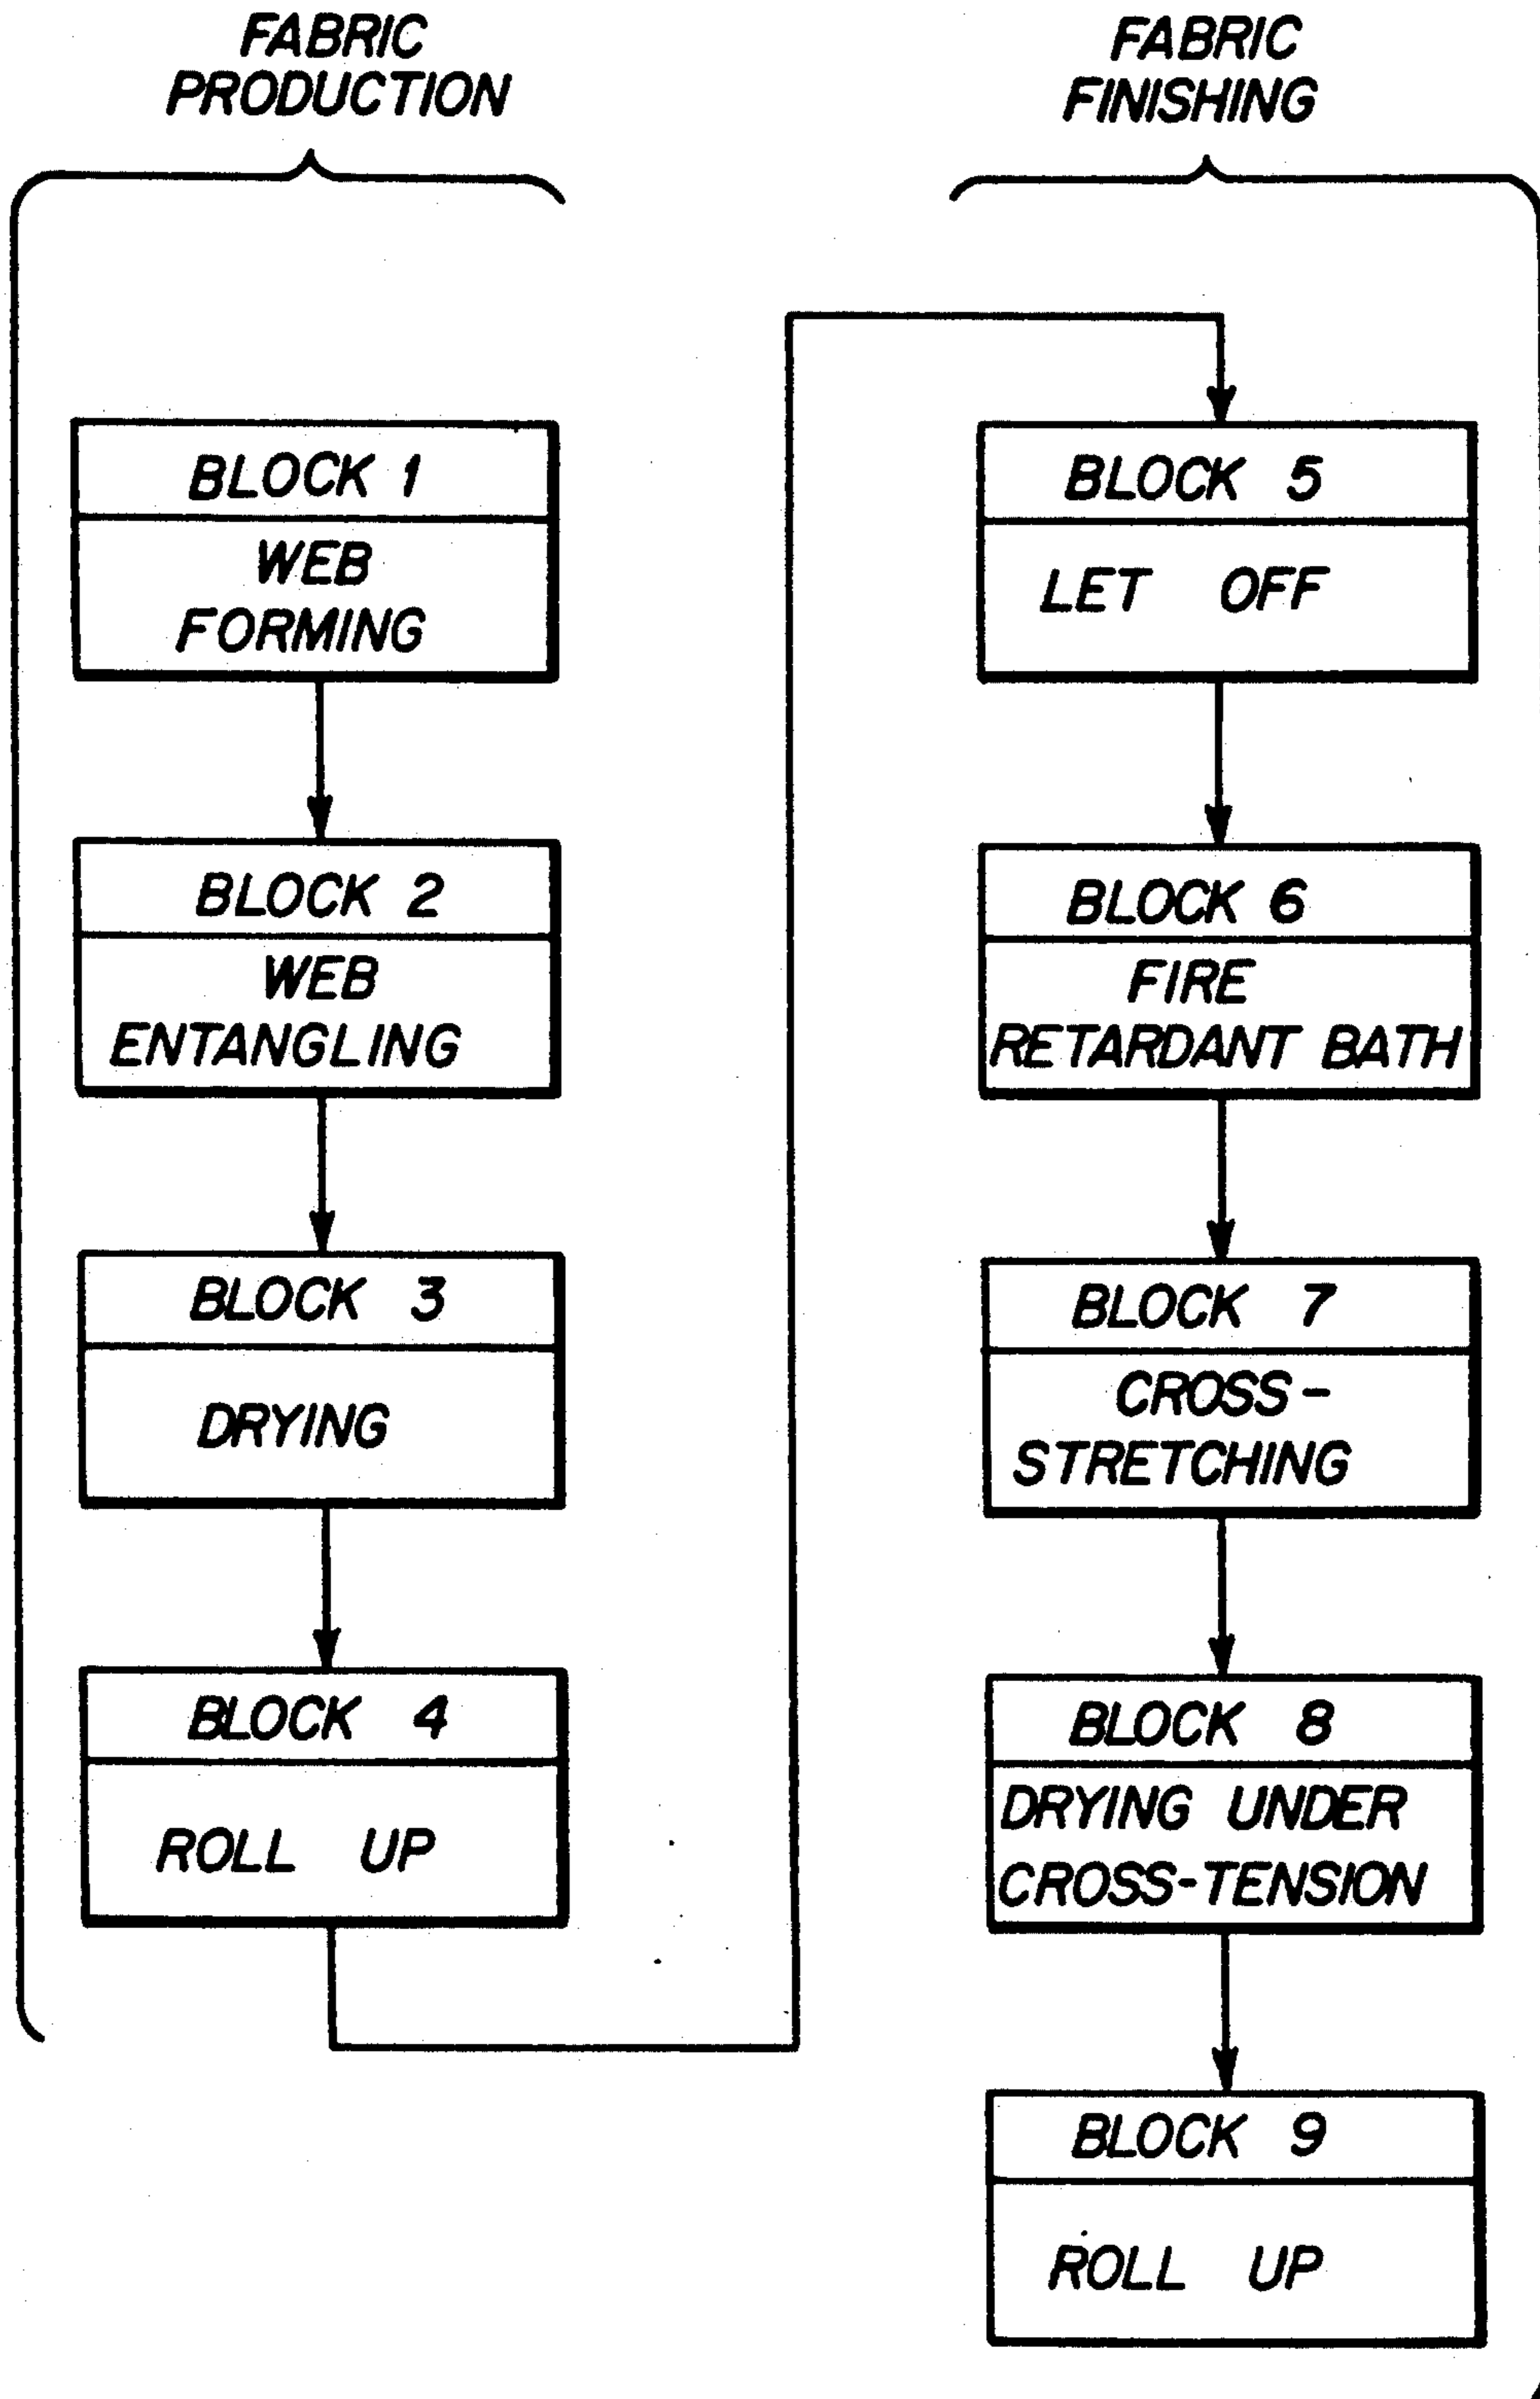 FABRIC
PRODUCTION
BLOCK 1
WEB
FORMING
BLOCK 2
WEB
ENTANGLING
BLOCK 3
DRYING
BLOCK 4
ROLL UP
FABRIC
FINISHING
BLOCK 5
LET OFF
BLOCK 6
FIRE
RETARDANT BATH
BLOCK 7
CROSS-
STRETCHING
BLOCK 8
DRYING UNDER
CROSS-TENSION
BLOCK 9
ROLL UP